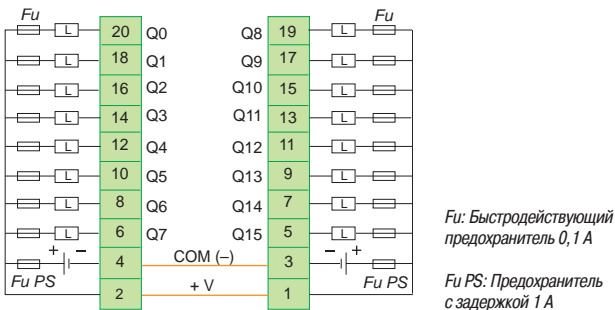 Fu Fu
L 20 Q0 Q8 19 L
L 18 Q1 Q9 17 L
L 16 Q2 Q10 15 L
L 14 Q3 Q11 13 L
L 12 Q4 Q12 11 L
L 10 Q5 Q13 9 L
L 8 Q6 Q14 7 L
L 6 Q7 Q15 5 L
+ – 4 COM (–) 3 – +
Fu PS Fu PS
2 + V 1
Fu: Быстродействующий
предохранитель 0,1 А
Fu PS: Предохранитель
с задержкой 1 А